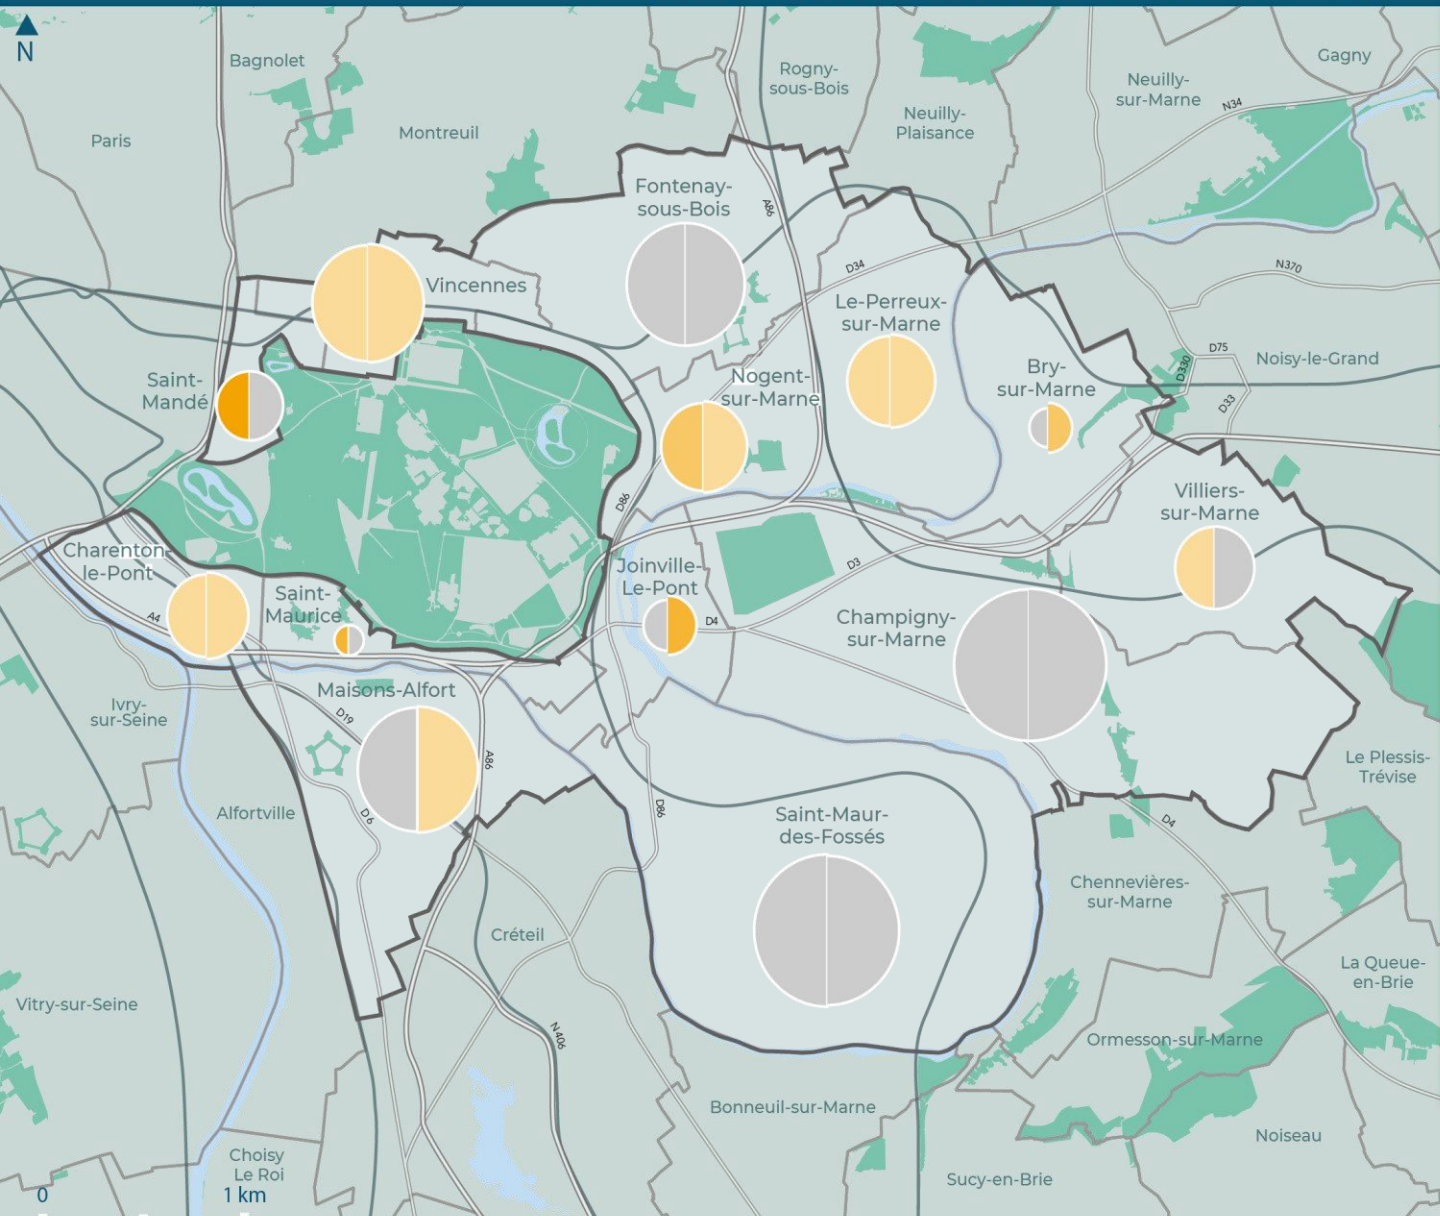 N
Bagnolet
Paris
Montreuil
Rogny-
sous-Bois
Neuilly-
Plaisance
Neuilly-
sur-Marne
Gagny
N34
Fontenay-
sous-Bois
A86
D34
N370
Vincennes
Le-Perreux-
sur-Marne
Bry-
sur-Marne
D75
D330
D33
Noisy-le-Grand
Saint-
Mandé
Nogent-
sur-Marne
D86
Villiers-
sur-Marne
Charenton-
le-Pont
A4
Saint-
Maurice
Joinville-
Le-Pont
D4
D3
Champigny-
sur-Marne
Maisons-Alfort
D19
A86
D6
D86
Ivry-
sur-Seine
Alfortville
Le Plessis-
Trévise
Saint-Maur-
des-Fossés
D4
Chennevières-
sur-Marne
Créteil
N406
La Queue-
en-Brie
Vitry-sur-Seine
Ormesson-sur-Marne
Bonneuil-sur-Marne
Noiseau
Sucy-en-Brie
Choisy
Le Roi
0 1 km